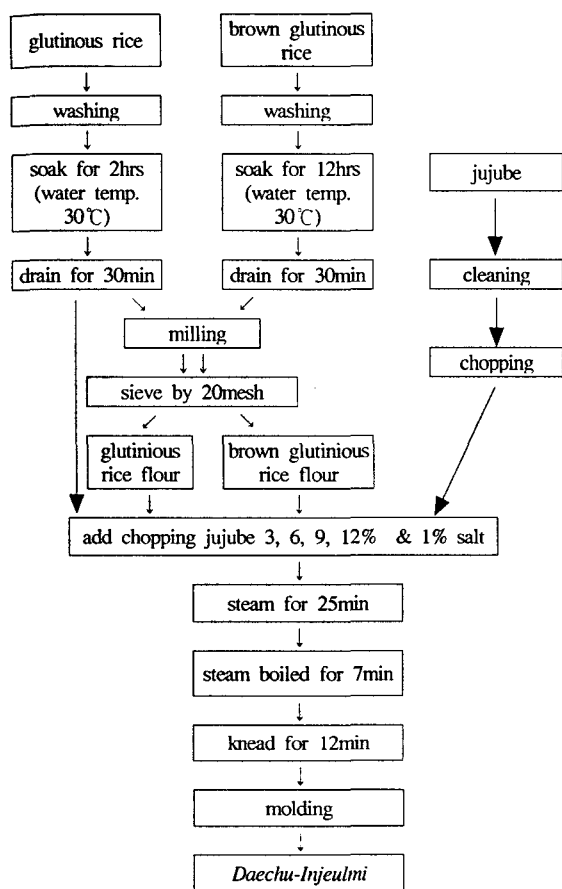 glutinous rice
brown glutinous
rice
washing
washing
soak for 2hrs
(water temp.
30℃)
soak for 12hrs
(water temp.
30℃)
jujube
drain for 30min
drain for 30min
cleaning
milling
chopping
sieve by 20mesh
glutinious
rice flour
brown glutinious
rice flour
add chopping jujube 3, 6, 9, 12% & 1% salt
steam for 25min
steam boiled for 7min
knead for 12min
molding
Daechu-Injeulmi